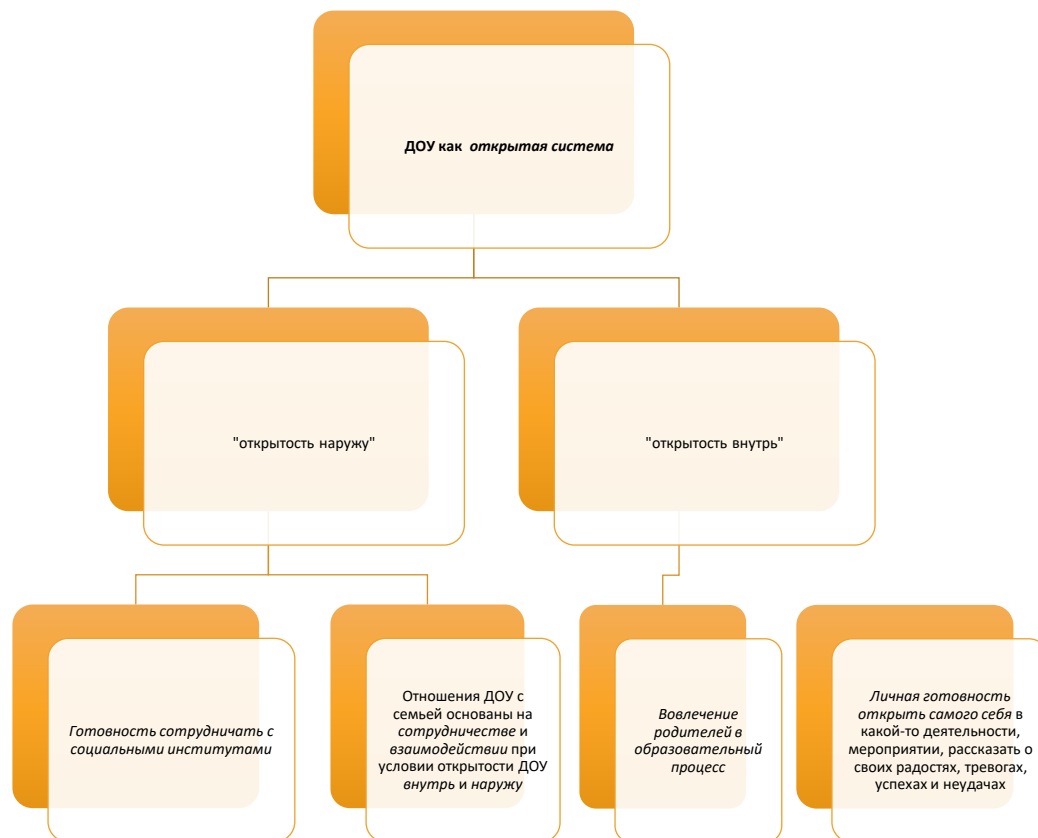 ДОУ как открытая система
"открытость наружу"
"открытость внутрь"
Готовность сотрудничать с
социальными институтами
Отношения ДОУ с
семьей основаны на
сотрудничестве и
взаимодействии при
условии открытости ДОУ
внутрь и наружу
Вовлечение
родителей в
образовательный
процесс
Личная готовность
открыть самого себя в
какой-то деятельности,
мероприятии, рассказать о
своих радостях, тревогах,
успехах и неудачах